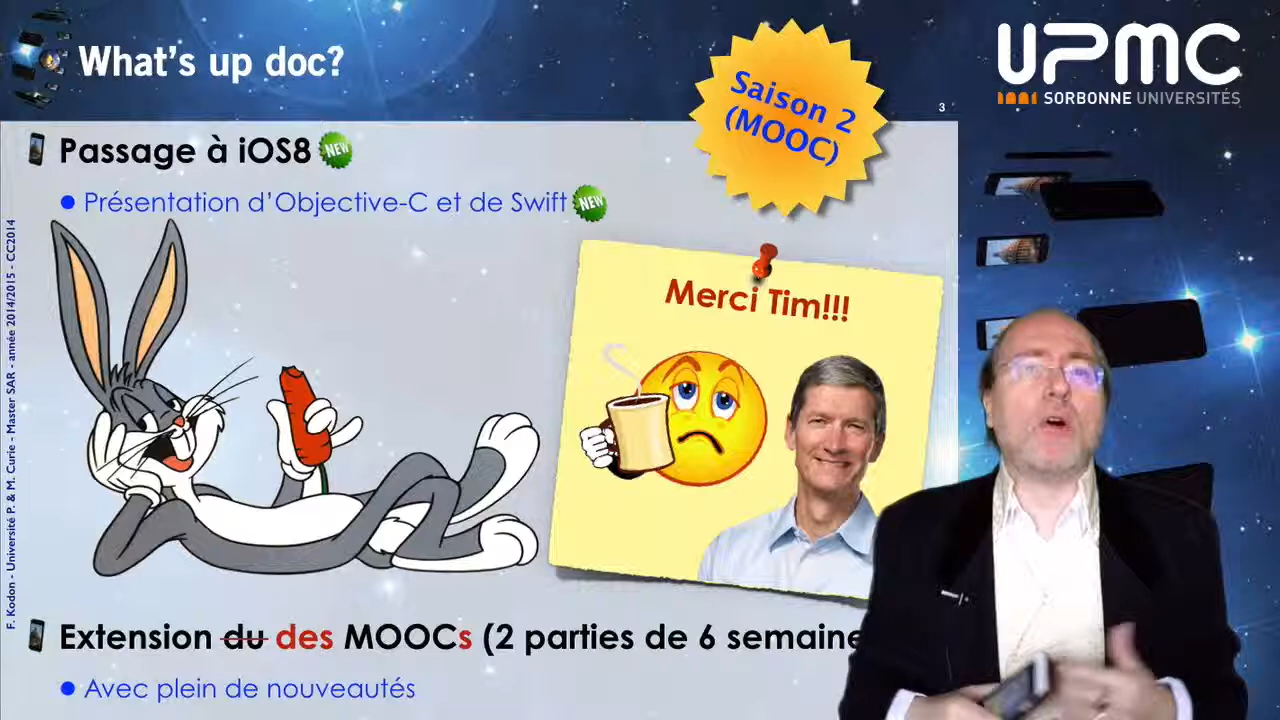 What's up doc?
UPMC
SORBONNE UNIVERSITÉS
3
Saison 2
(MOOC)
Passage à iOS8 NEW
Présentation d'Objective-C et de Swift NEW
Merci Tim!!!
Extension du des MOOCs (2 parties de 6 semaine
Avec plein de nouveautés
F. Kodon - Université P. & M. Curie - Master SAR - année 2014/2015 - CC2014